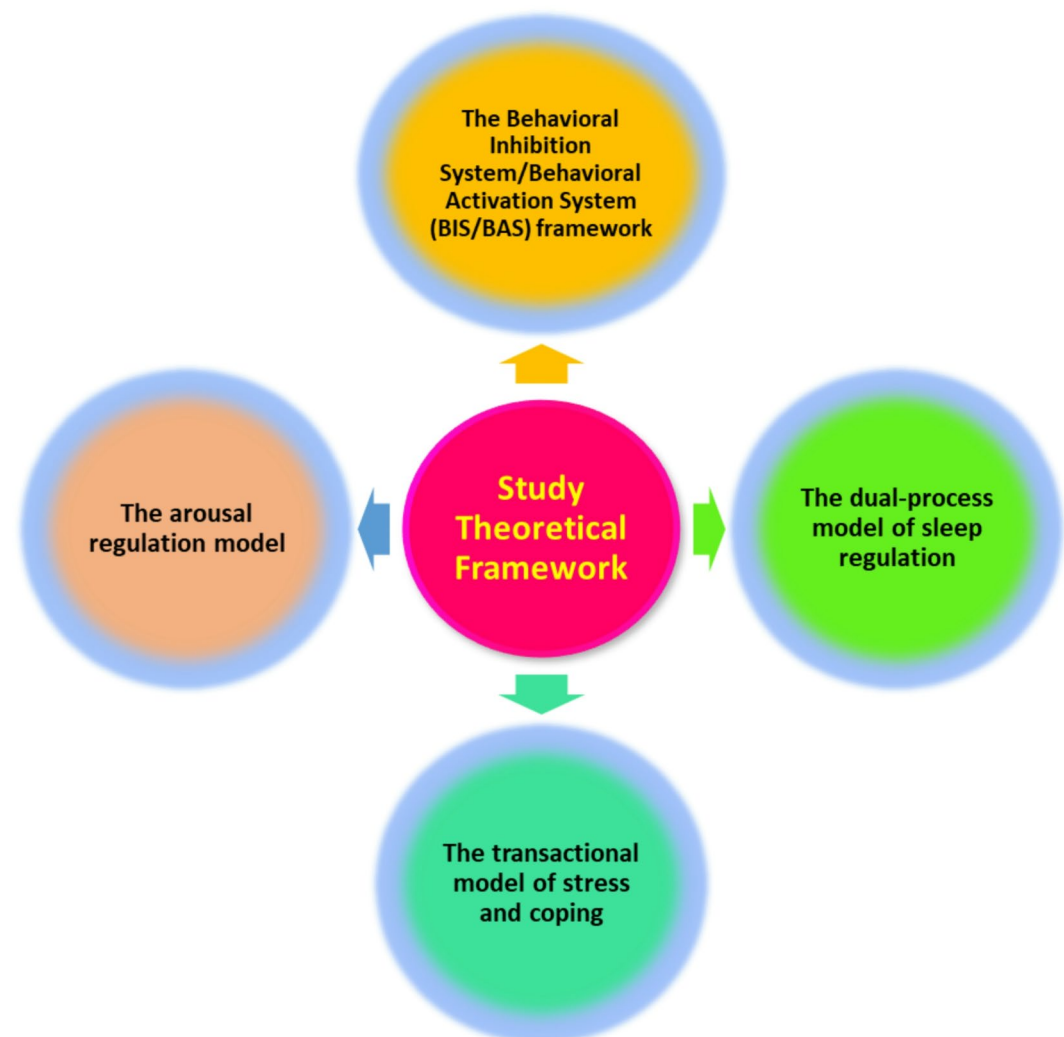 The Behavioral
Inhibition
System/Behavioral
Activation System
(BIS/BAS) framework
The arousal
regulation model
Study
Theoretical
Framework
The dual-process
model of sleep
regulation
The transactional
model of stress
and coping